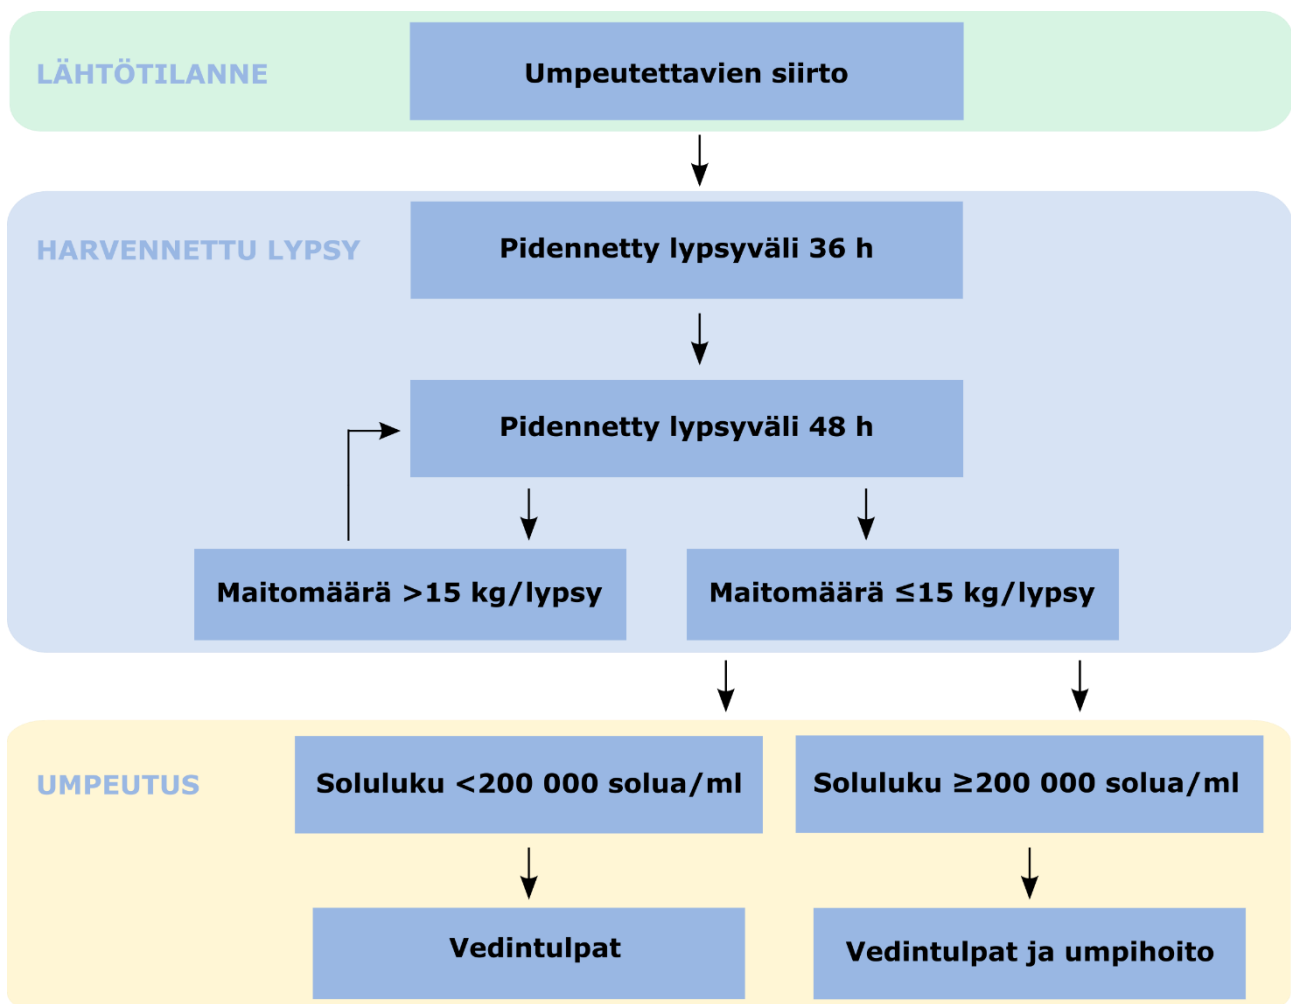 LÄHTÖTILANNE
Umpeutettavien siirto
HARVENNETTU LYPSY
Pidennetty lypsyväli 36 h
Pidennetty lypsyväli 48 h
Maitomäärä >15 kg/lypsy
Maitomäärä ≤15 kg/lypsy
UMPEUTUS
Soluluku <200 000 solua/ml
Soluluku ≥200 000 solua/ml
Vedintulpat
Vedintulpat ja umpihoito